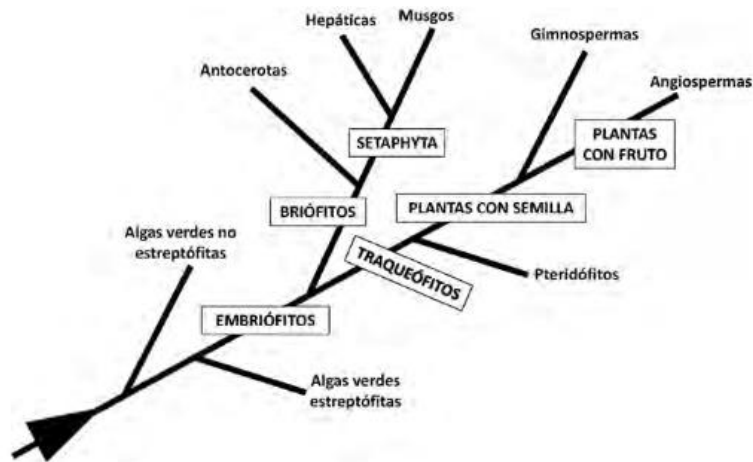 Hepáticas
Musgos
Gimnospermas
Antocerotas
Angiospermas
PLANTAS
CON FRUTO
SETAPHYTA
BRIÓFITOS
PLANTAS CON SEMILLA
Algas verdes no
estreptófitas
TRAQUEÓFITOS
Pteridófitos
EMBRIÓFITOS
Algas verdes
estreptófitas